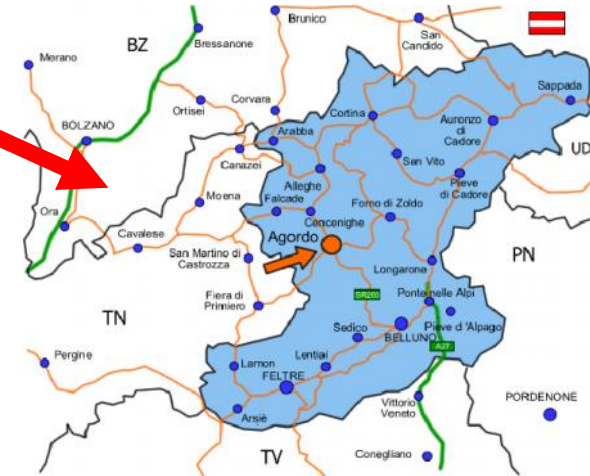 Brunico
BZ
San
Candido
Bressanone
Merano
Sappada
Ortisei
Corvara
Cortina
Auronzo
di
Cadore
BOLZANO
Arabba
UD
Canazei
San Vito
Alleghe
Pieve
di Cadore
Moena
Falcade
Forno di Zoldo
Cencenighe
Ora
Cavalese
Agordo
San Martino di
Castrozza
PN
Longarone
Fiera di
Primiero
SR203
Ponte nelle Alpi
TN
Sedico
BELLUNO
Pieve d 'Alpago
A27
Pergine
Lamon
Lentiai
FELTRE
Arsiè
Vittorio
Veneto
PORDENONE
TV
Conegliano